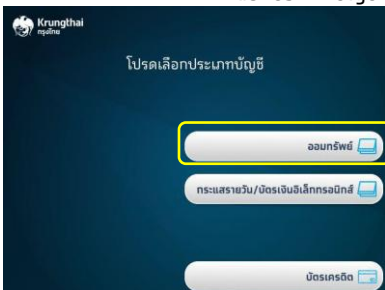 Krungthai
กรุงไทย
โปรดเลือกประเภทบัญชี
ออมทรัพย์
กระแสรายวัน/บัตรเงินอิเล็กทรอนิกส์
บัตรเครดิต